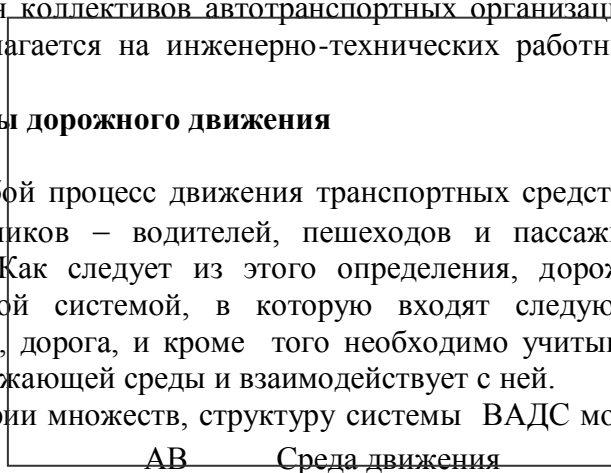 коллективов автотранспортных организац
лагается на инженерно-технических работн
ы дорожного движения
бой процесс движения транспортных средст
ников – водителей, пешеходов и пассаж
Как следует из этого определения, дорож
ой системой, в которую входят следую
, дорога, и кроме того необходимо учиты
жающей среды и взаимодействует с ней.
рии множеств, структуру системы ВАДС мо
АВ Среда движения